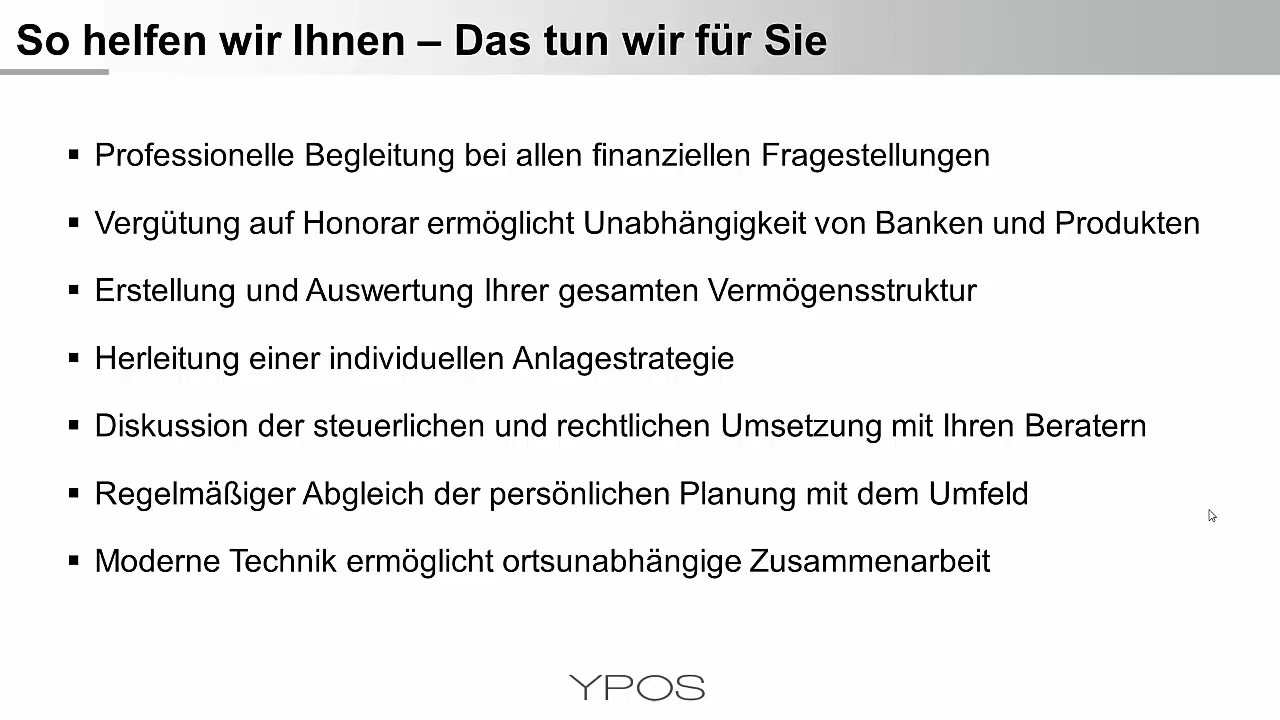 So helfen wir Ihnen – Das tun wir für Sie
▪ Professionelle Begleitung bei allen finanziellen Fragestellungen
▪ Vergütung auf Honorar ermöglicht Unabhängigkeit von Banken und Produkten
▪ Erstellung und Auswertung Ihrer gesamten Vermögensstruktur
▪ Herleitung einer individuellen Anlagestrategie
▪ Diskussion der steuerlichen und rechtlichen Umsetzung mit Ihren Beratern
▪ Regelmäßiger Abgleich der persönlichen Planung mit dem Umfeld
▪ Moderne Technik ermöglicht ortsunabhängige Zusammenarbeit
YPOS